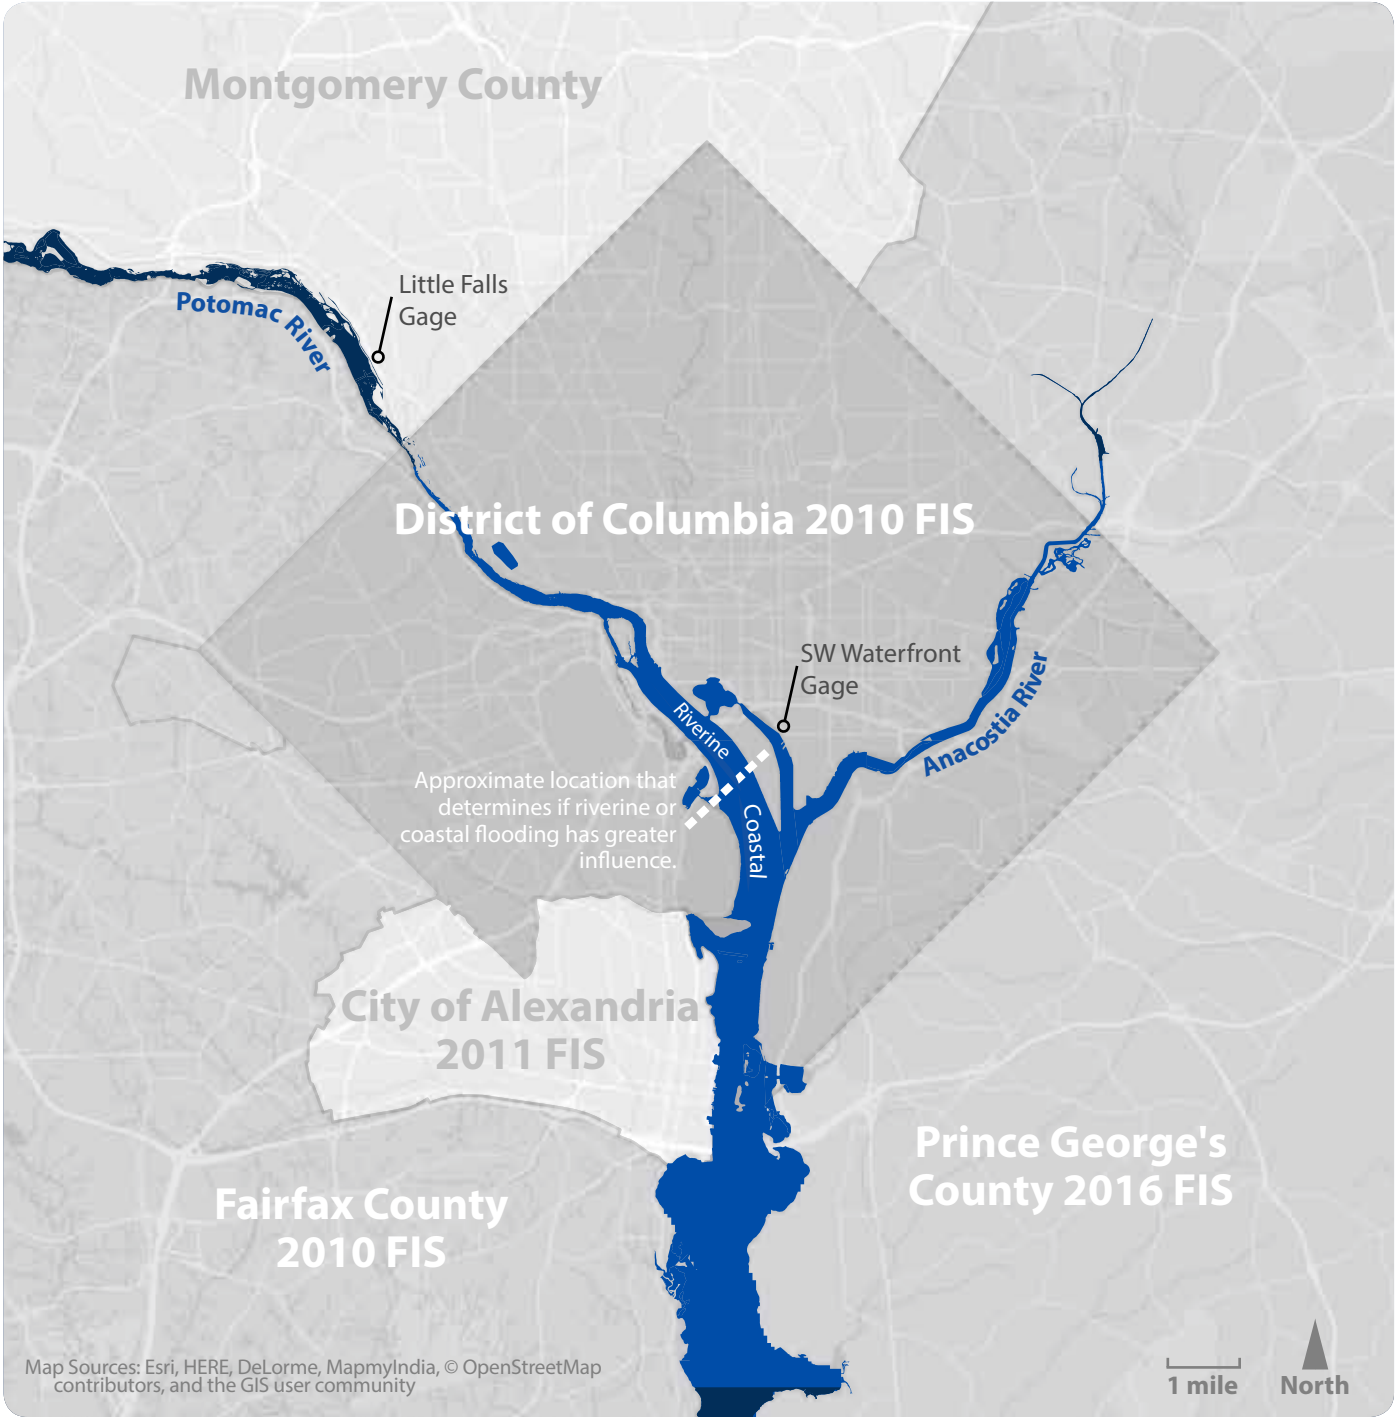 Montgomery County
Little Falls
Gage
Potomac River
District of Columbia 2010 FIS
SW Waterfront
Gage
Anacostia River
Riverine
Approximate location that
determines if riverine or
coastal flooding has greater
influence.
Coastal
City of Alexandria
2011 FIS
Prince George's
County 2016 FIS
Fairfax County
2010 FIS
Map Sources: Esri, HERE, DeLorme, MapmyIndia, © OpenStreetMap
contributors, and the GIS user community
1 mile
North